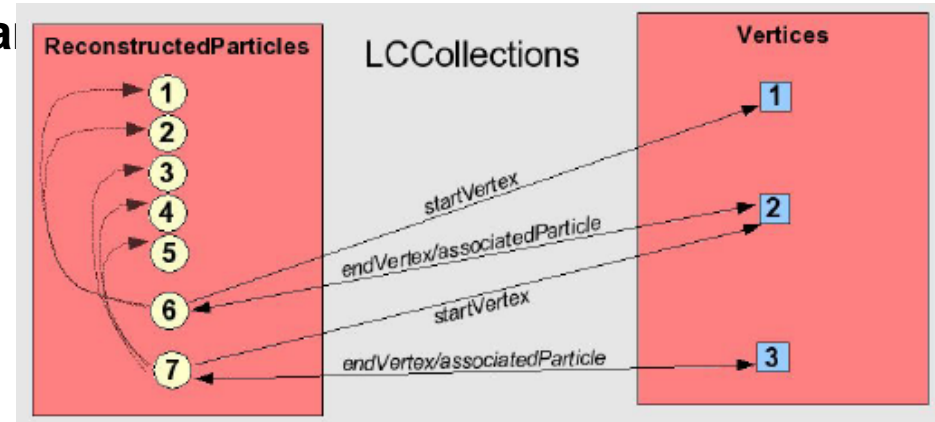 ReconstructedParticles
LCCollections
Vertices
1
2
3
4
5
6
7
startVertex
endVertex/associatedParticle
startVertex
endVertex/associatedParticle
1
2
3